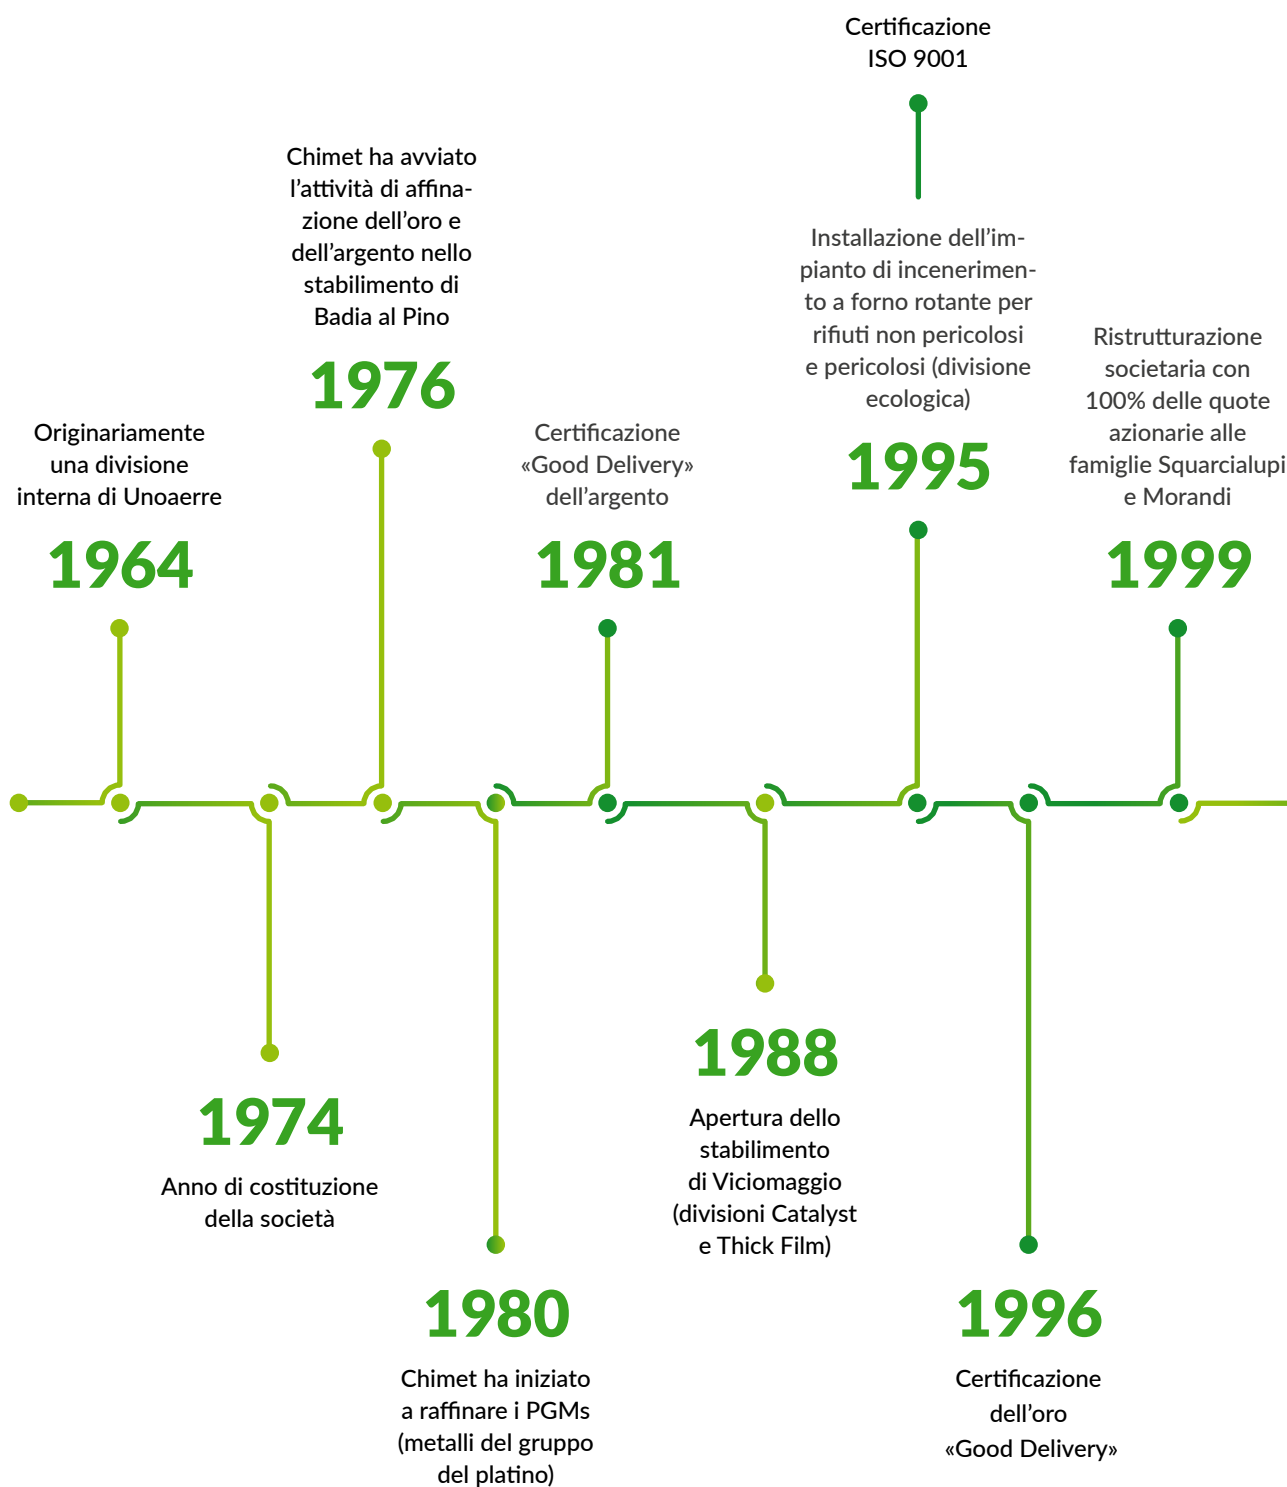 Originariamente
una divisione
interna di Unoaerre
1964
1974
Anno di costituzione
della società
Chimet ha avviato
l’attività di affina-
zione dell’oro e
dell’argento nello
stabilimento di
Badia al Pino
1976
1980
Chimet ha iniziato
a raffinare i PGMs
(metalli del gruppo
del platino)
Certificazione
«Good Delivery»
dell’argento
1981
1988
Apertura dello
stabilimento
di Viciomaggio
(divisioni Catalyst
e Thick Film)
Certificazione
ISO 9001
Installazione dell’im-
pianto di incenerimen-
to a forno rotante per
rifiuti non pericolosi
e pericolosi (divisione
ecologica)
1995
1996
Certificazione
dell’oro
«Good Delivery»
Ristrutturazione
societaria con
100% delle quote
azionarie alle
famiglie Squarcialupi
e Morandi
1999